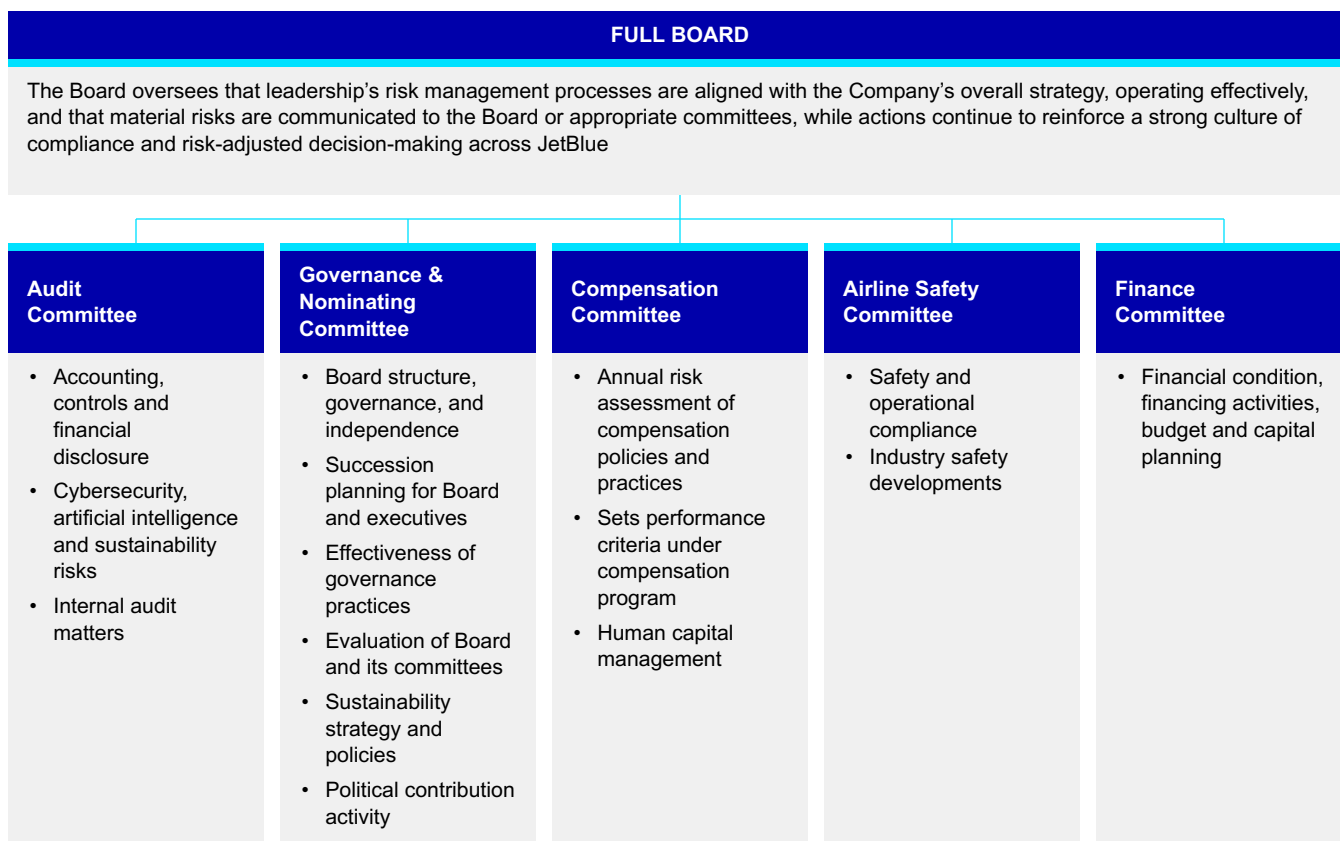 FULL BOARD
The Board oversees that leadership’s risk management processes are aligned with the Company’s overall strategy, operating effectively,
and that material risks are communicated to the Board or appropriate committees, while actions continue to reinforce a strong culture of
compliance and risk-adjusted decision-making across JetBlue
Audit
Committee
• Accounting,
controls and
financial
disclosure
• Cybersecurity,
artificial intelligence
and sustainability
risks
• Internal audit
matters
Governance &
Nominating
Committee
• Board structure,
governance, and
independence
• Succession
planning for Board
and executives
• Effectiveness of
governance
practices
• Evaluation of Board
and its committees
• Sustainability
strategy and
policies
• Political contribution
activity
Compensation
Committee
• Annual risk
assessment of
compensation
policies and
practices
• Sets performance
criteria under
compensation
program
• Human capital
management
Airline Safety
Committee
• Safety and
operational
compliance
• Industry safety
developments
Finance
Committee
• Financial condition,
financing activities,
budget and capital
planning